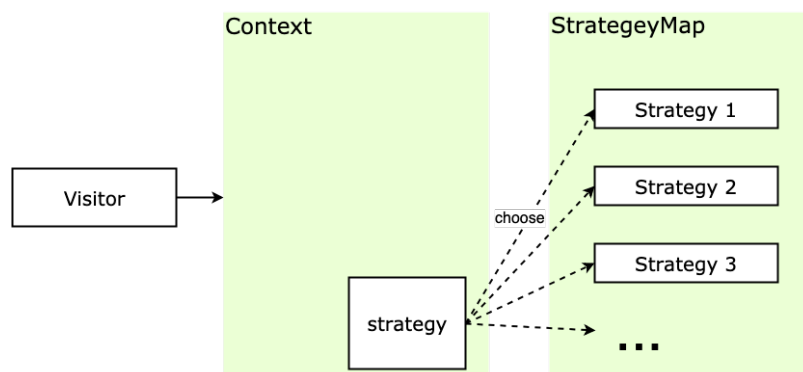 Context
StrategeyMap
Strategy 1
Strategy 2
Visitor
choose
Strategy 3
strategy
...